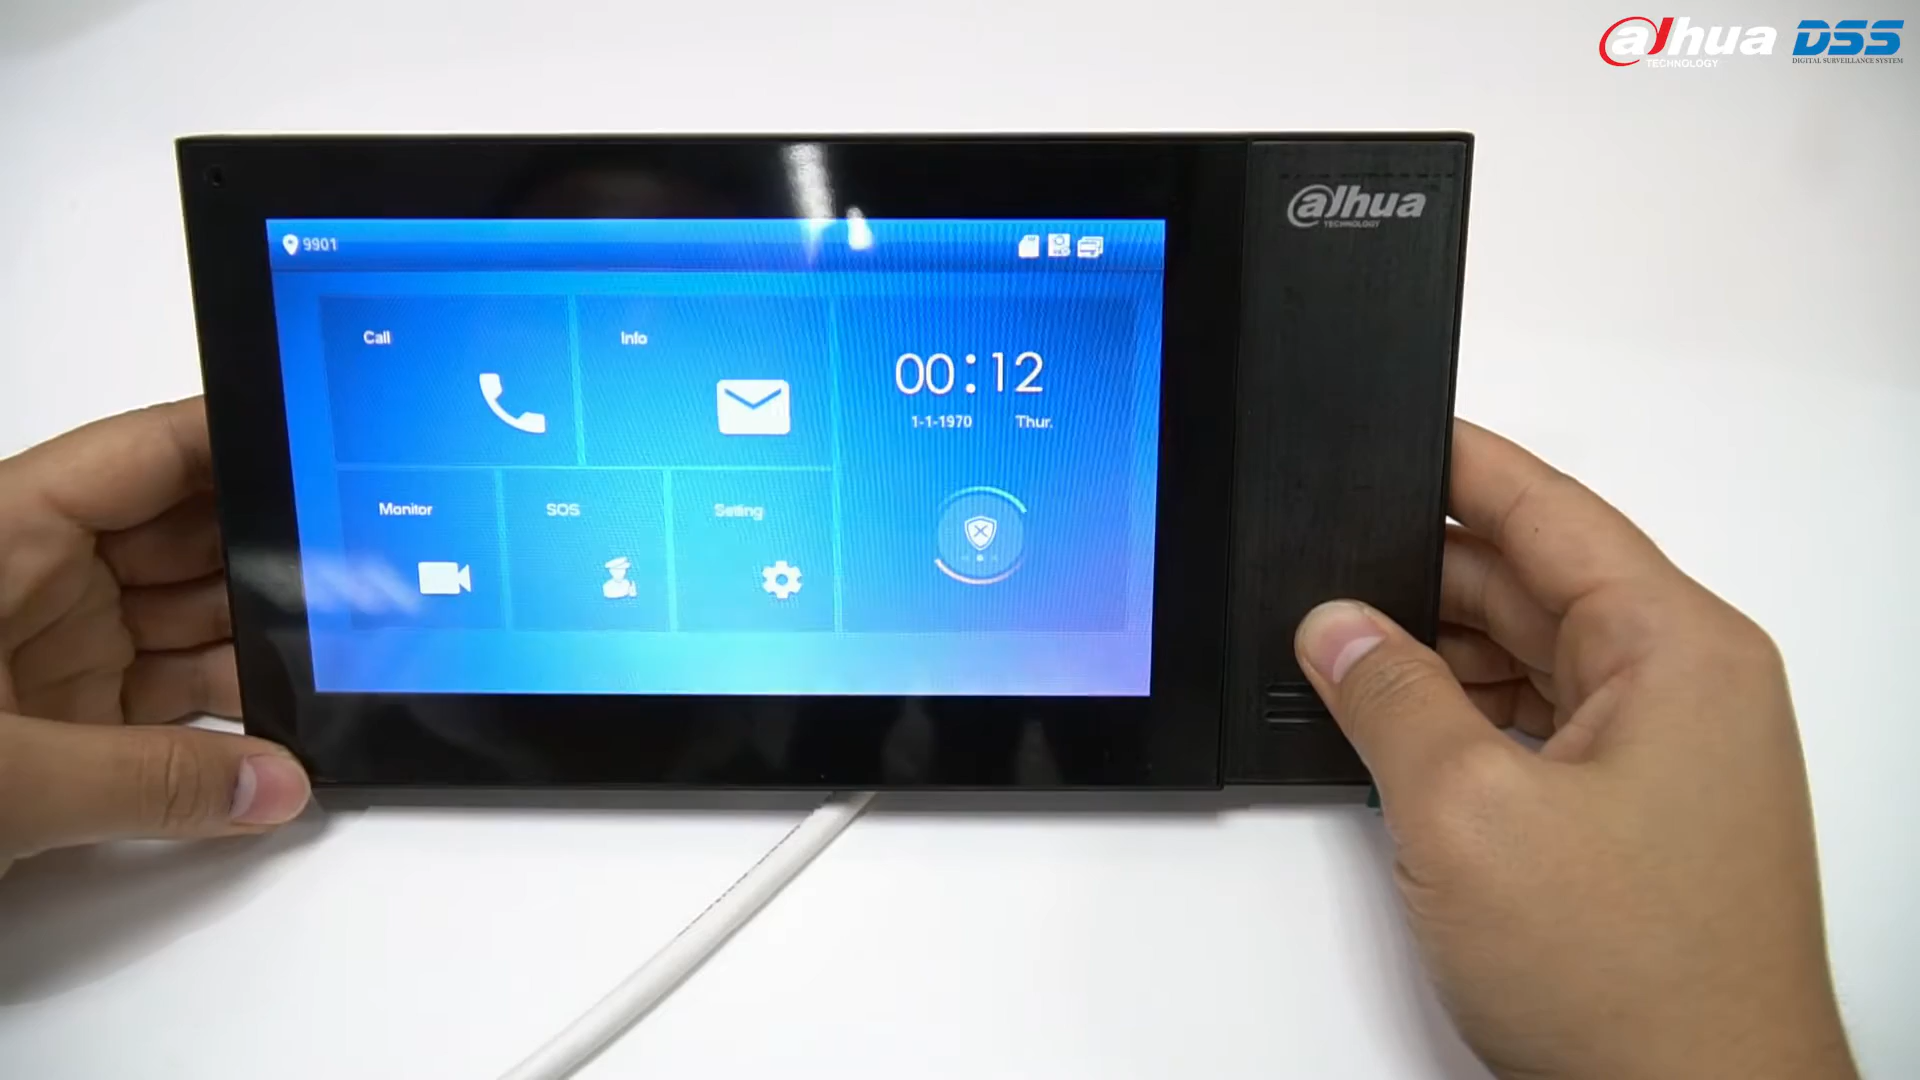 alhua DSS
TECHNOLOGY DIGITAL SURVEILLANCE SYSTEM
alhua
TECHNOLOGY
9901
Call
Info
00:12
1-1-1970 Thur.
Monitor
SOS
Setting